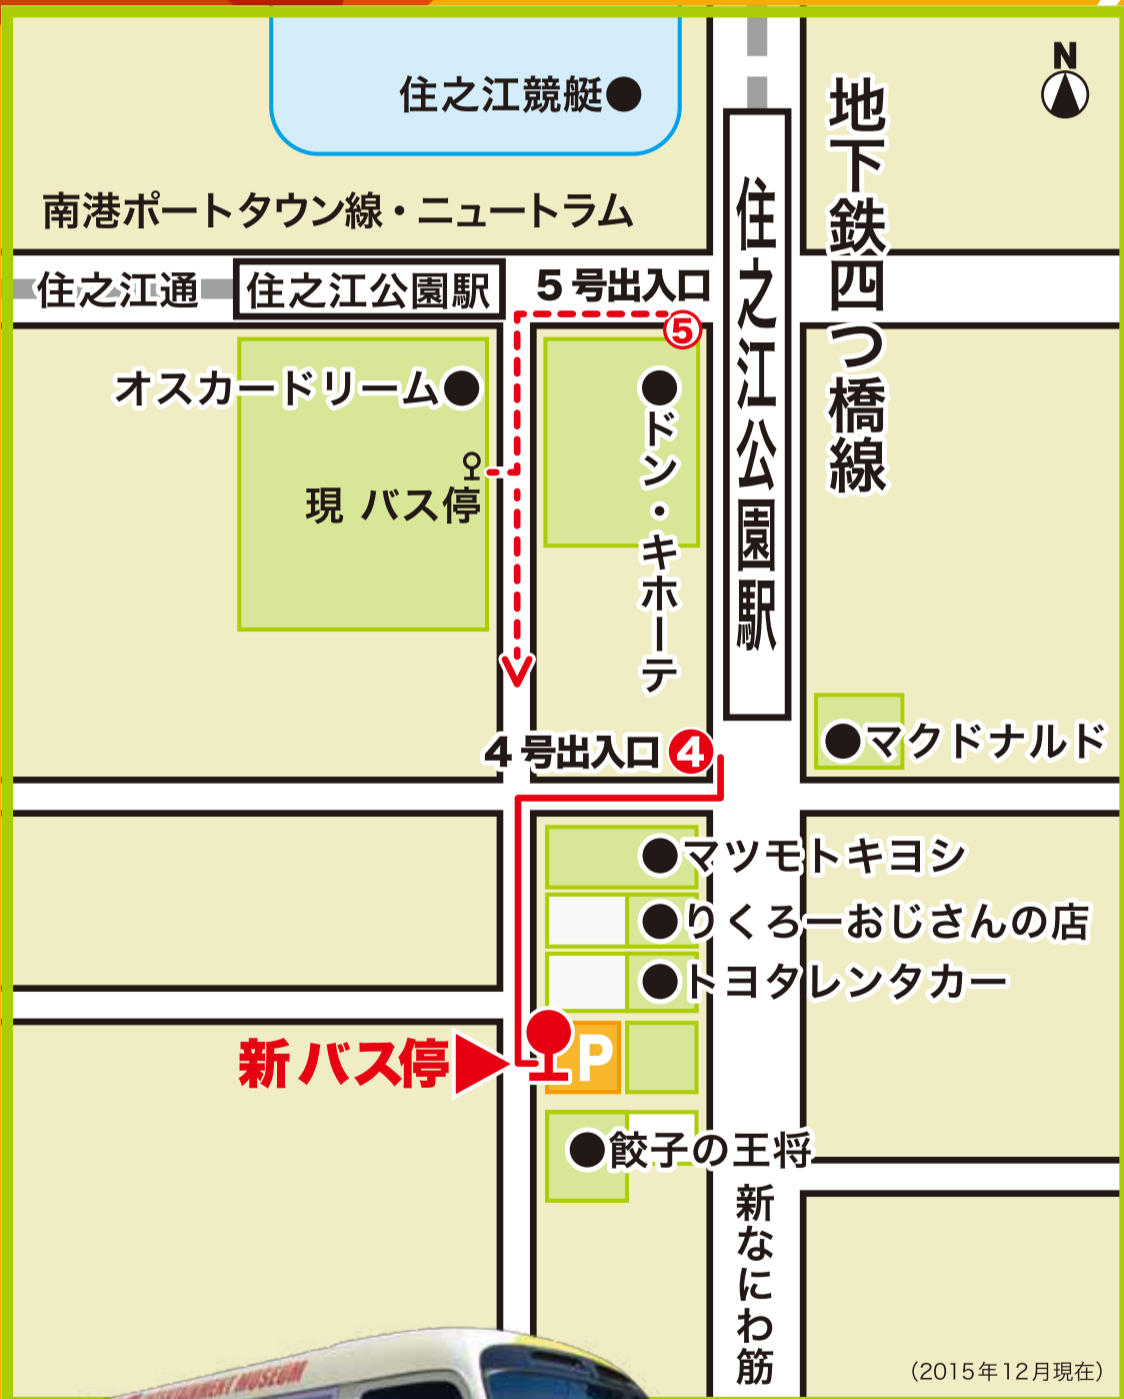 住之江競艇
N
地下鉄四つ橋線
南港ポートタウン線・ニュートラム
住之江通
住之江公園駅
5号出入口
⑤
住之江公園駅
オスカードリーム
ドン・キホーテ
現 バス停
4号出入口 ④
マクドナルド
マツモトキヨシ
りくろーおじさんの店
トヨタレンタカー
新バス停
P
餃子の王将
新なにわ筋
(2015年12月現在)
MUSEUM